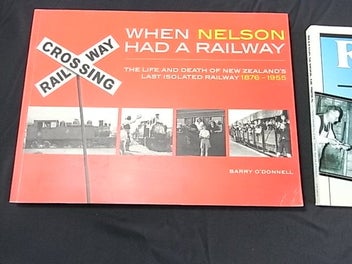 WHEN NELSON
HAD A RAILWAY
THE LIFE AND DEATH OF NEW ZEALAND'S
LAST ISOLATED RAILWAY 1876-1955
RAILWAY
CROSSING
BARRY O'DONNELL